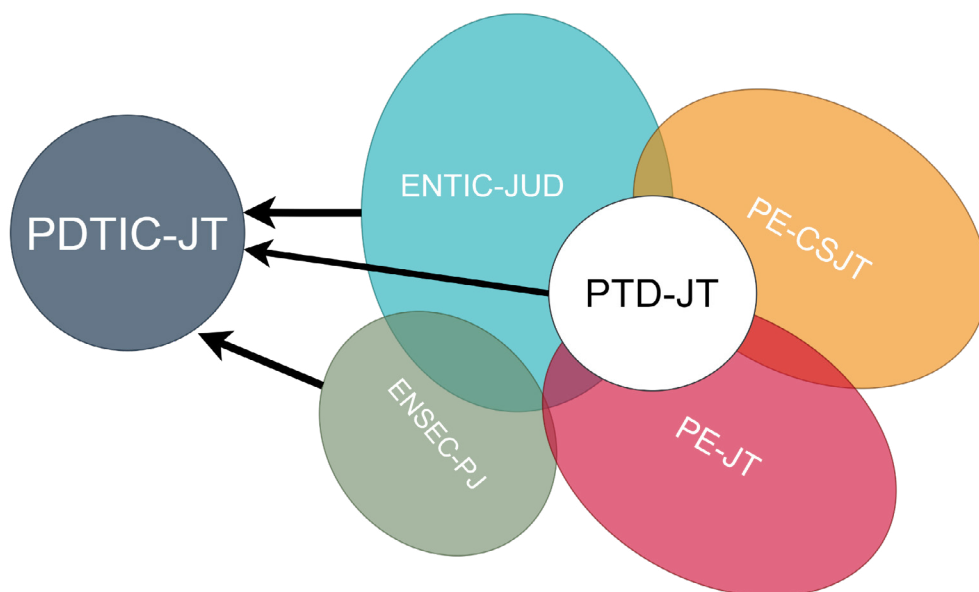 ENTIC-JUD
PE-CSJT
PDTIC-JT
PTD-JT
ENSEC-PJ
PE-JT